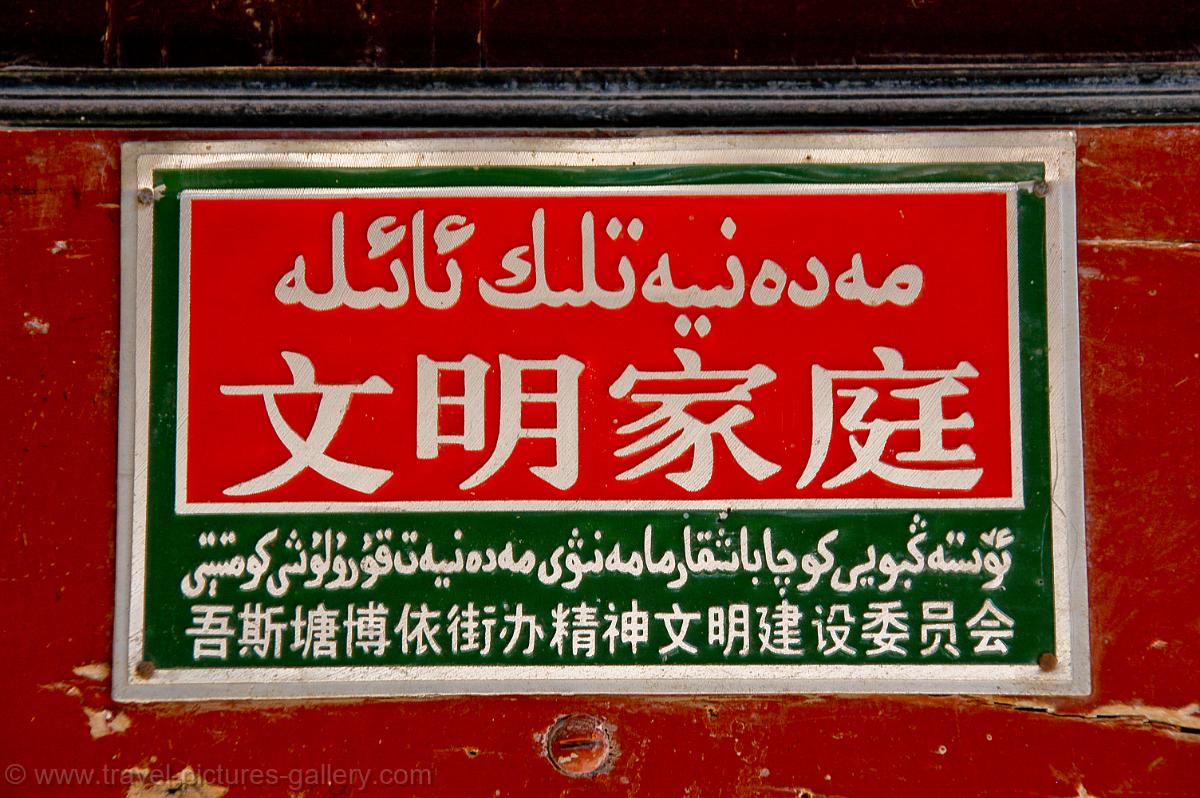 مەدەنىيەتلىك ئائىلە
文明家庭
ئۆستەڭبويى كوچا باشقارما مەنىۋى مەدەنىيەت قۇرۇلۇشى كومىتېتى
吾斯塘博依街办精神文明建设委员会
© www.travel-pictures-gallery.com